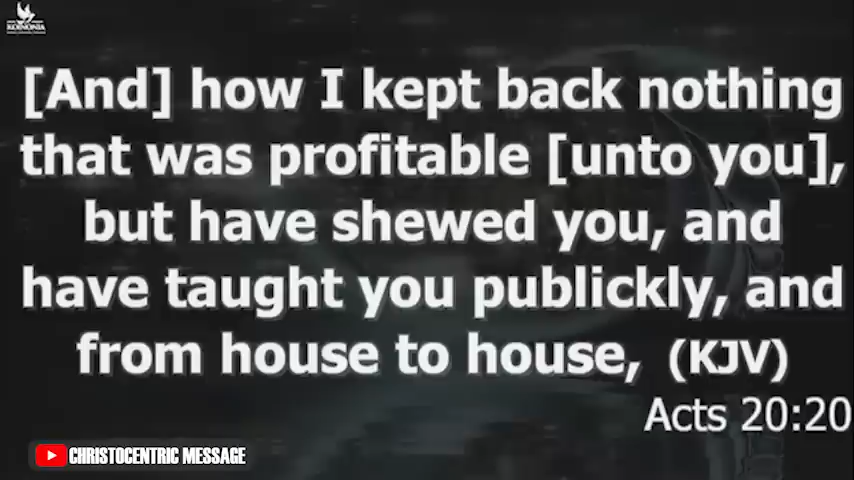 KOINONIA
[And] how I kept back nothing
that was profitable [unto you],
but have shewed you, and
have taught you publickly, and
from house to house, (KJV)
Acts 20:20
CHRISTOCENTRIC MESSAGE